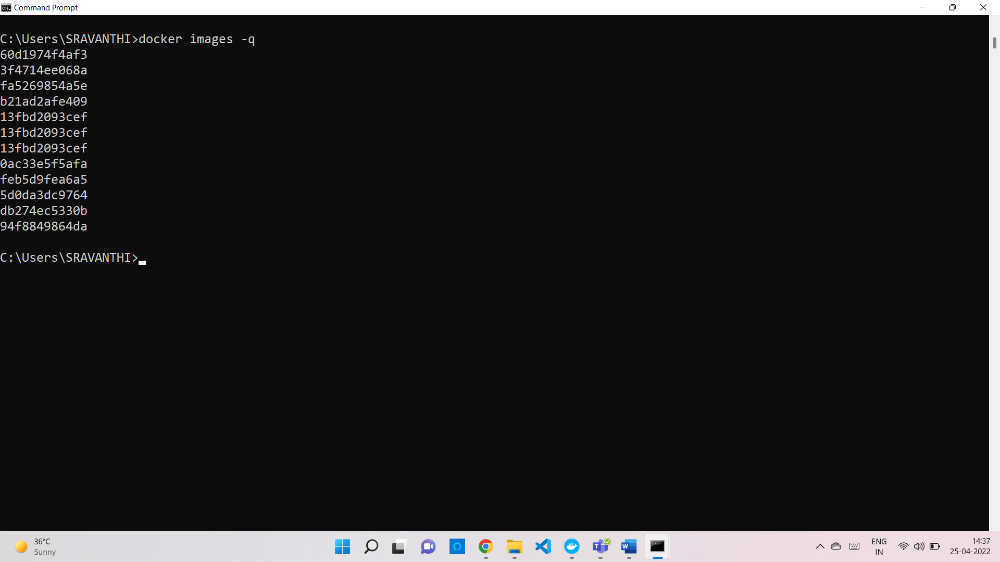 Command Prompt
C:\Users\SRAVANTHI>docker images -q
60d1974f4af3
3f4714ee068a
fa5269854a5e
b21ad2afe409
13fbd2093cef
13fbd2093cef
13fbd2093cef
0ac33e5f5afa
feb5d9fea6a5
5d0da3dc9764
db274ec5330b
94f8849864da
C:\Users\SRAVANTHI>
36°C
Sunny
ENG
IN
14:37
25-04-2022